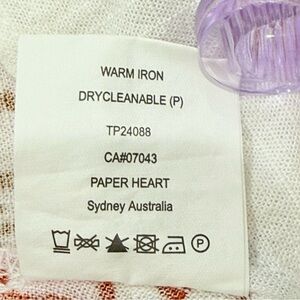 WARM IRON
DRYCLEANABLE (P)
TP24088
CA#07043
PAPER HEART
Sydney Australia
P